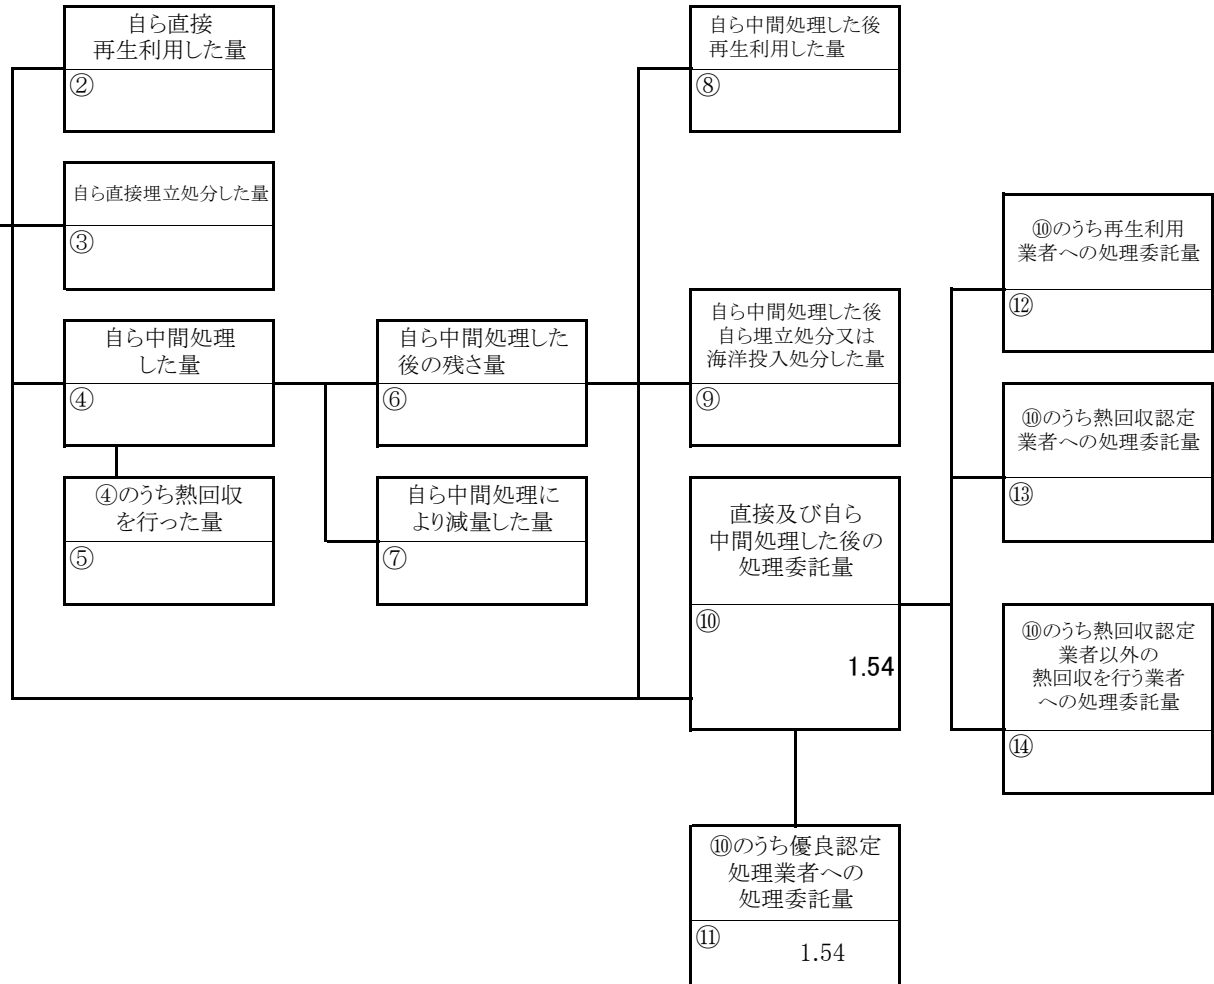 自ら直接
再生利用した量
②
自ら直接埋立処分した量
③
自ら中間処理
した量
④
④のうち熱回収
を行った量
⑤
自ら中間処理した
後の残さ量
⑥
自ら中間処理に
より減量した量
⑦
自ら中間処理した後
再生利用した量
⑧
自ら中間処理した後
自ら埋立処分又は
海洋投入処分した量
⑨
直接及び自ら
中間処理した後の
処理委託量
⑩
1.54
⑩のうち優良認定
処理業者への
処理委託量
⑪ 1.54
⑩のうち再生利用
業者への処理委託量
⑫
⑩のうち熱回収認定
業者への処理委託量
⑬
⑩のうち熱回収認定
業者以外の
熱回収を行う業者
への処理委託量
⑭